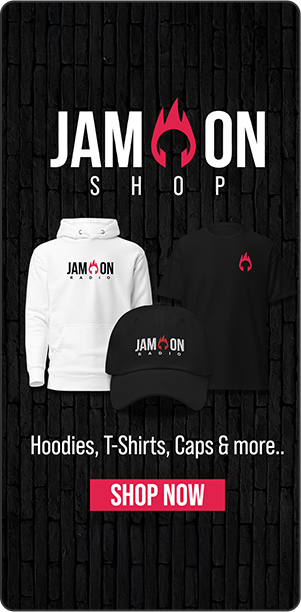 JAM ON
SHOP
JAM ON
RADIO
JAM ON
RADIO
Hoodies, T-Shirts, Caps & more..
SHOP NOW